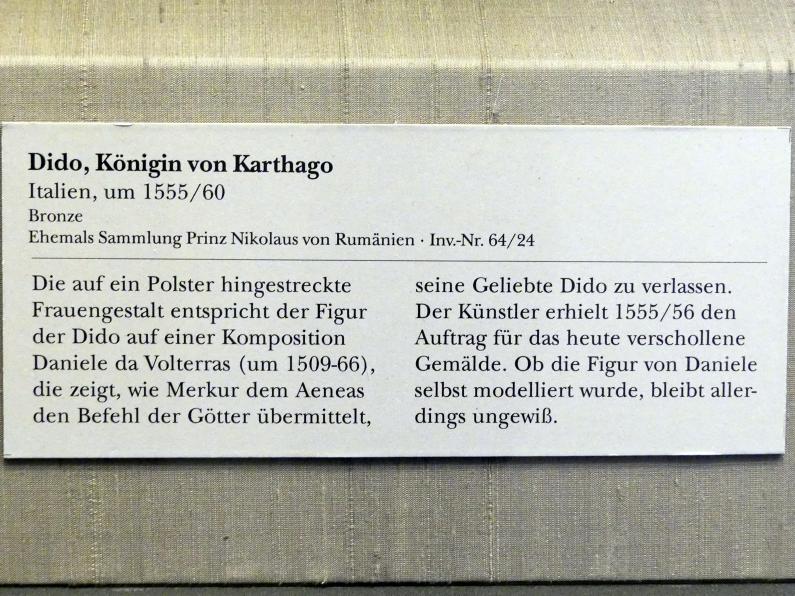 Dido, Königin von Karthago
Italien, um 1555/60
Bronze
Ehemals Sammlung Prinz Nikolaus von Rumänien · Inv.-Nr. 64/24
Die auf ein Polster hingestreckte
Frauengestalt entspricht der Figur
der Dido auf einer Komposition
Daniele da Volterras (um 1509-66),
die zeigt, wie Merkur dem Aeneas
den Befehl der Götter übermittelt,
seine Geliebte Dido zu verlassen.
Der Künstler erhielt 1555/56 den
Auftrag für das heute verschollene
Gemälde. Ob die Figur von Daniele
selbst modelliert wurde, bleibt aller-
dings ungewiß.